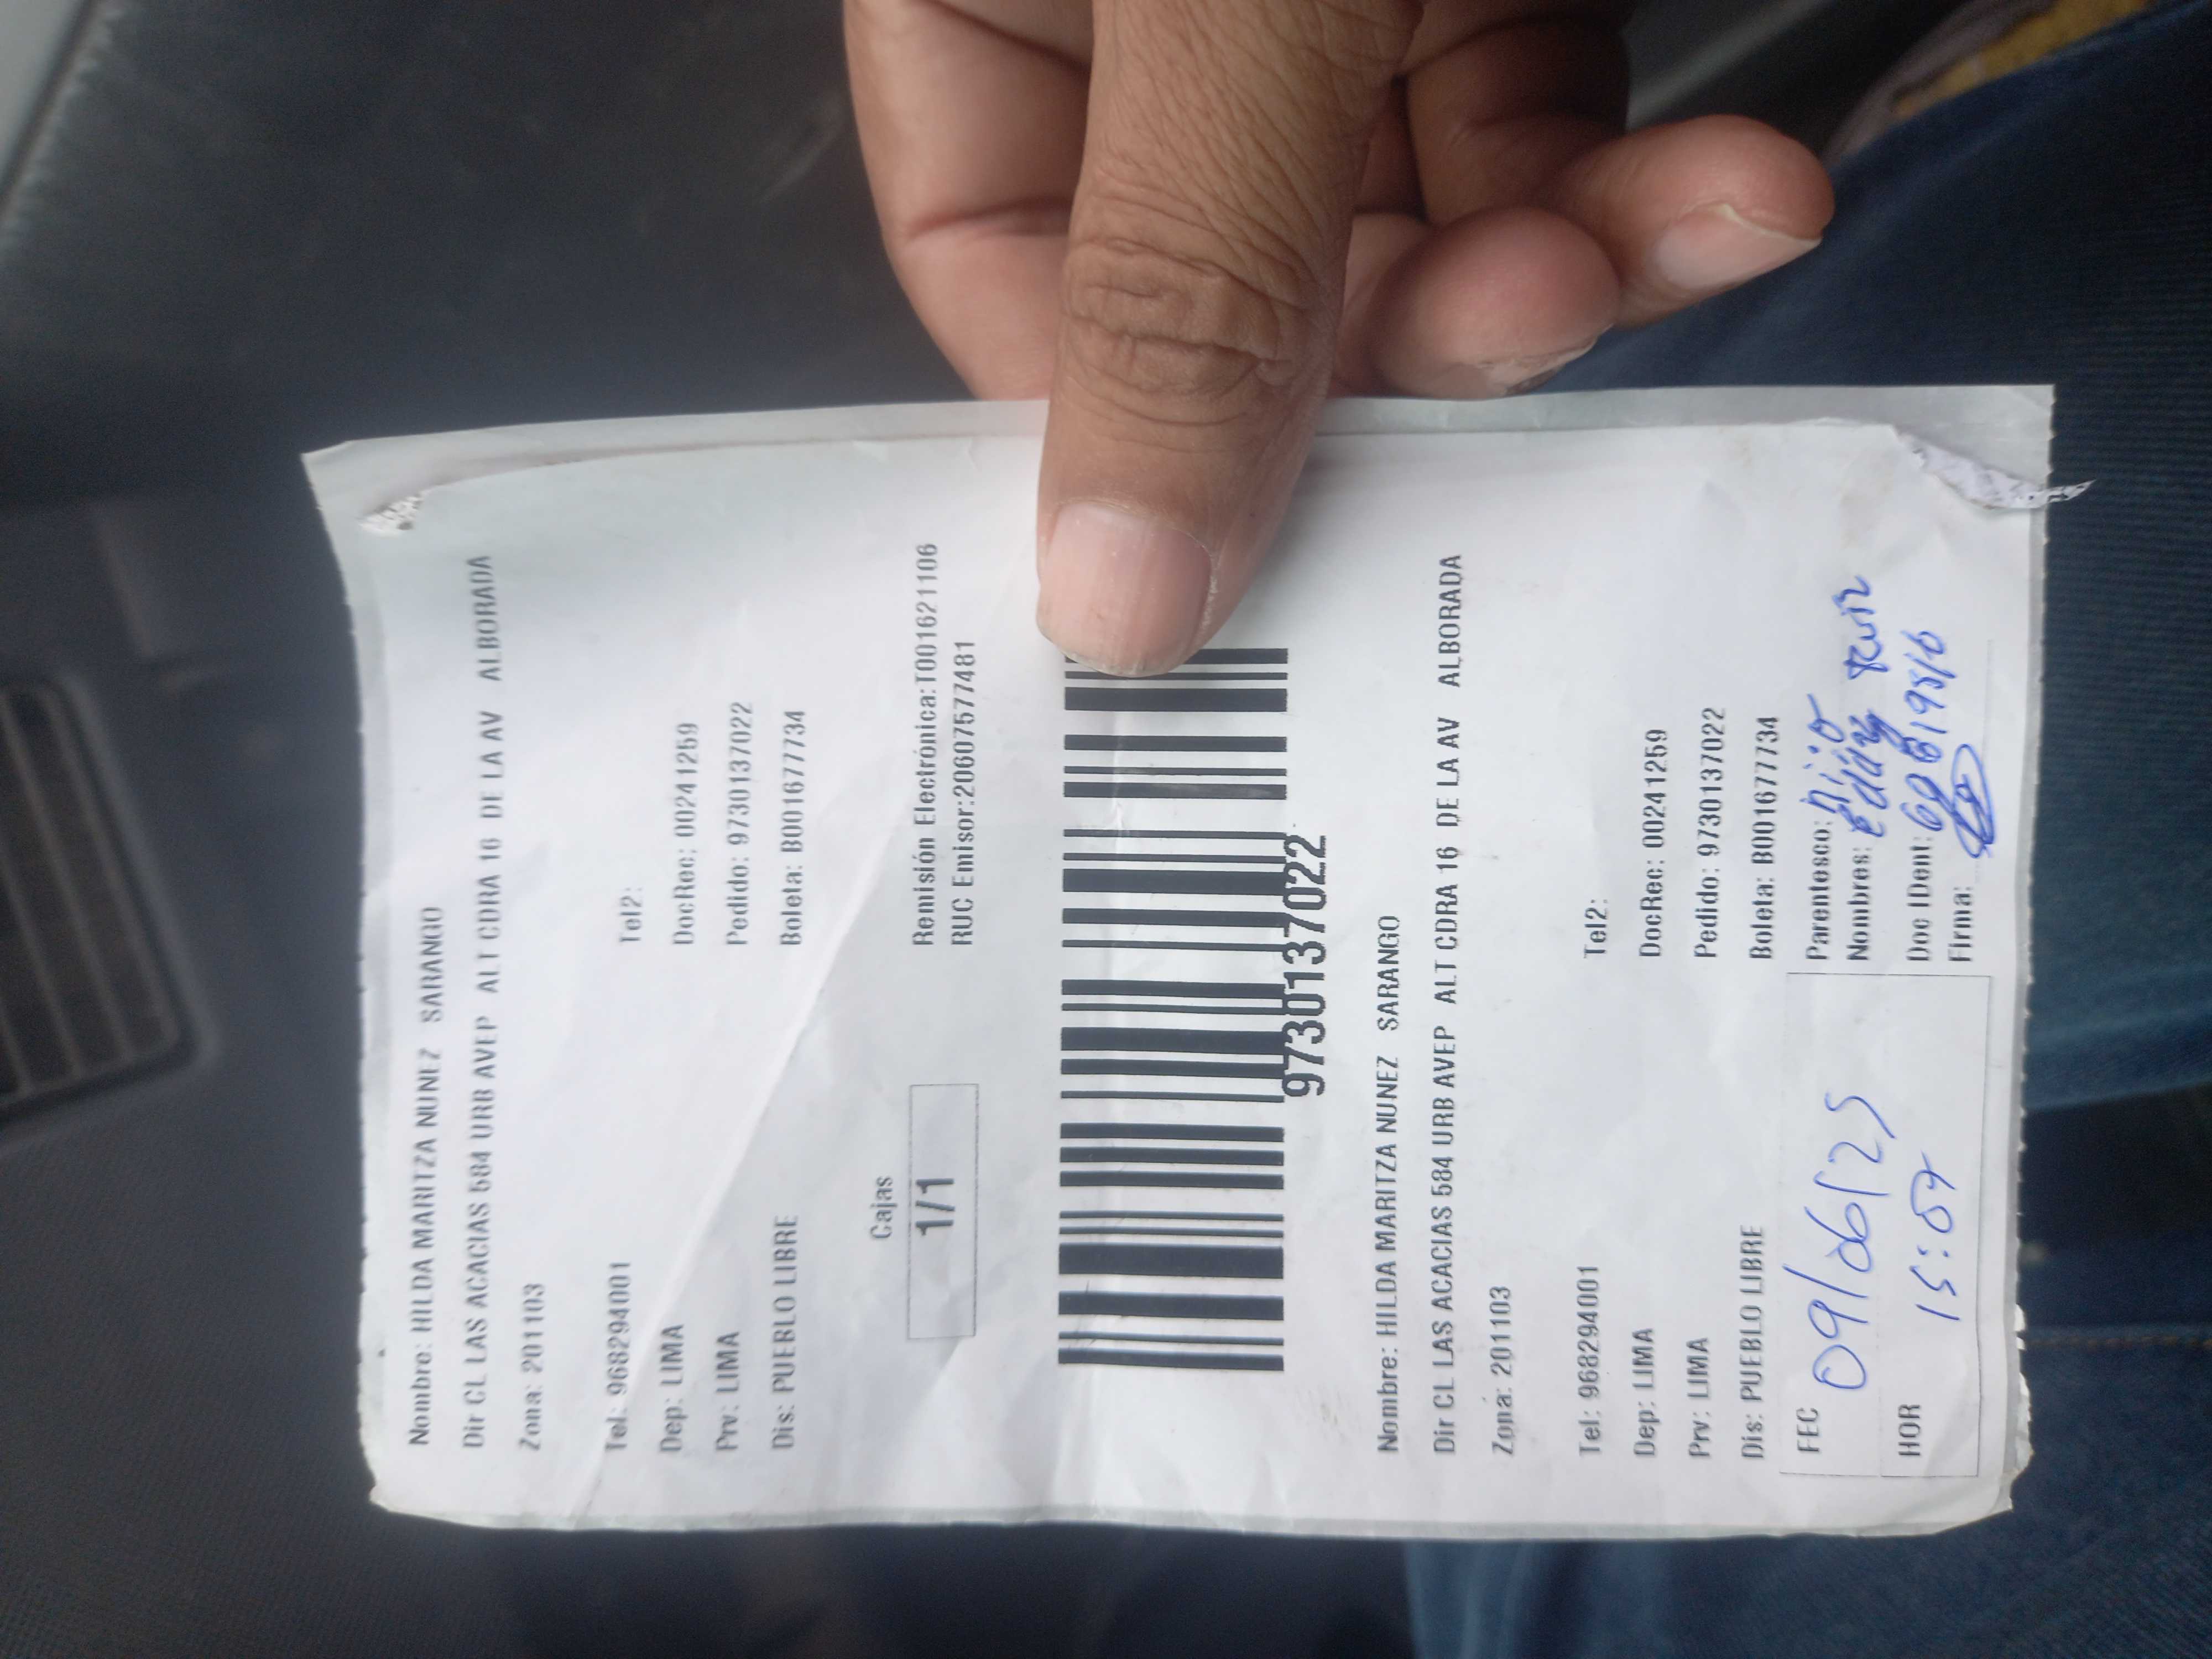 Nombre: HILDA MARITZA NUNEZ SARANGO
Dir CL LAS ACACIAS 584 URB AVEP ALT CDRA 16 DE LA AV ALBORADA
Zona: 201103
Tel: 968294001 Tel2:
Dep: LIMA DocRec: 00241259
Prv: LIMA Pedido: 9730137022
Dis: PUEBLO LIBRE Boleta: B001677734
Cajas
1/1
Remisión Electrónica:T001621106
RUC Emisor:20607577481
9730137022
Nombre: HILDA MARITZA NUNEZ SARANGO
Dir CL LAS ACACIAS 584 URB AVEP ALT CDRA 16 DE LA AV ALBORADA
Zona: 201103
Tel: 968294001 Tel2:
Dep: LIMA DocRec: 00241259
Prv: LIMA Pedido: 9730137022
Dis: PUEBLO LIBRE Boleta: B001677734
FEC 09/06/25 Parentesco: hijo
Nombres: Eddy
HOR Doc IDent:
15:07 Firma: